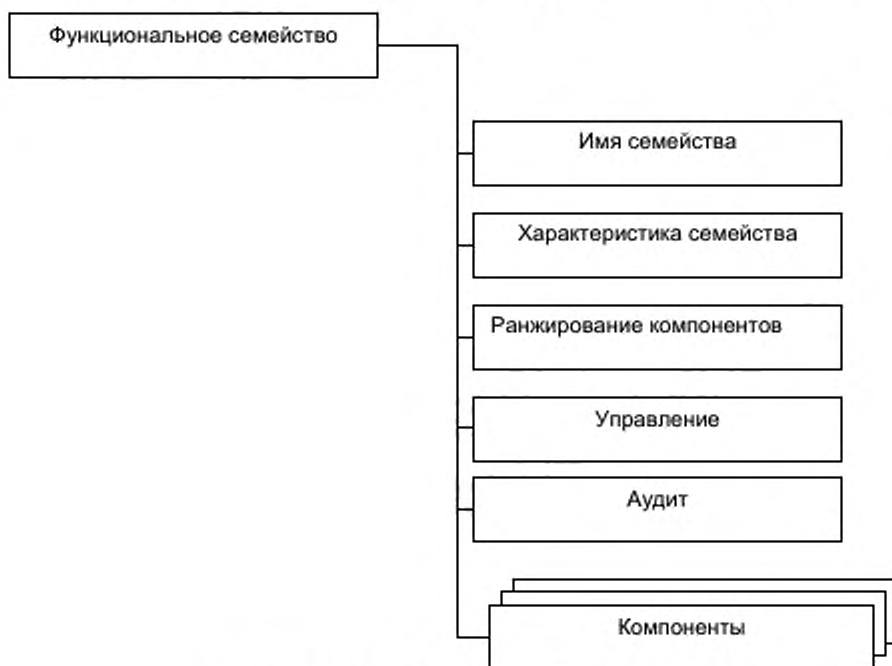 Функциональное семейство
Имя семейства
Характеристика семейства
Ранжирование компонентов
Управление
Аудит
Компоненты